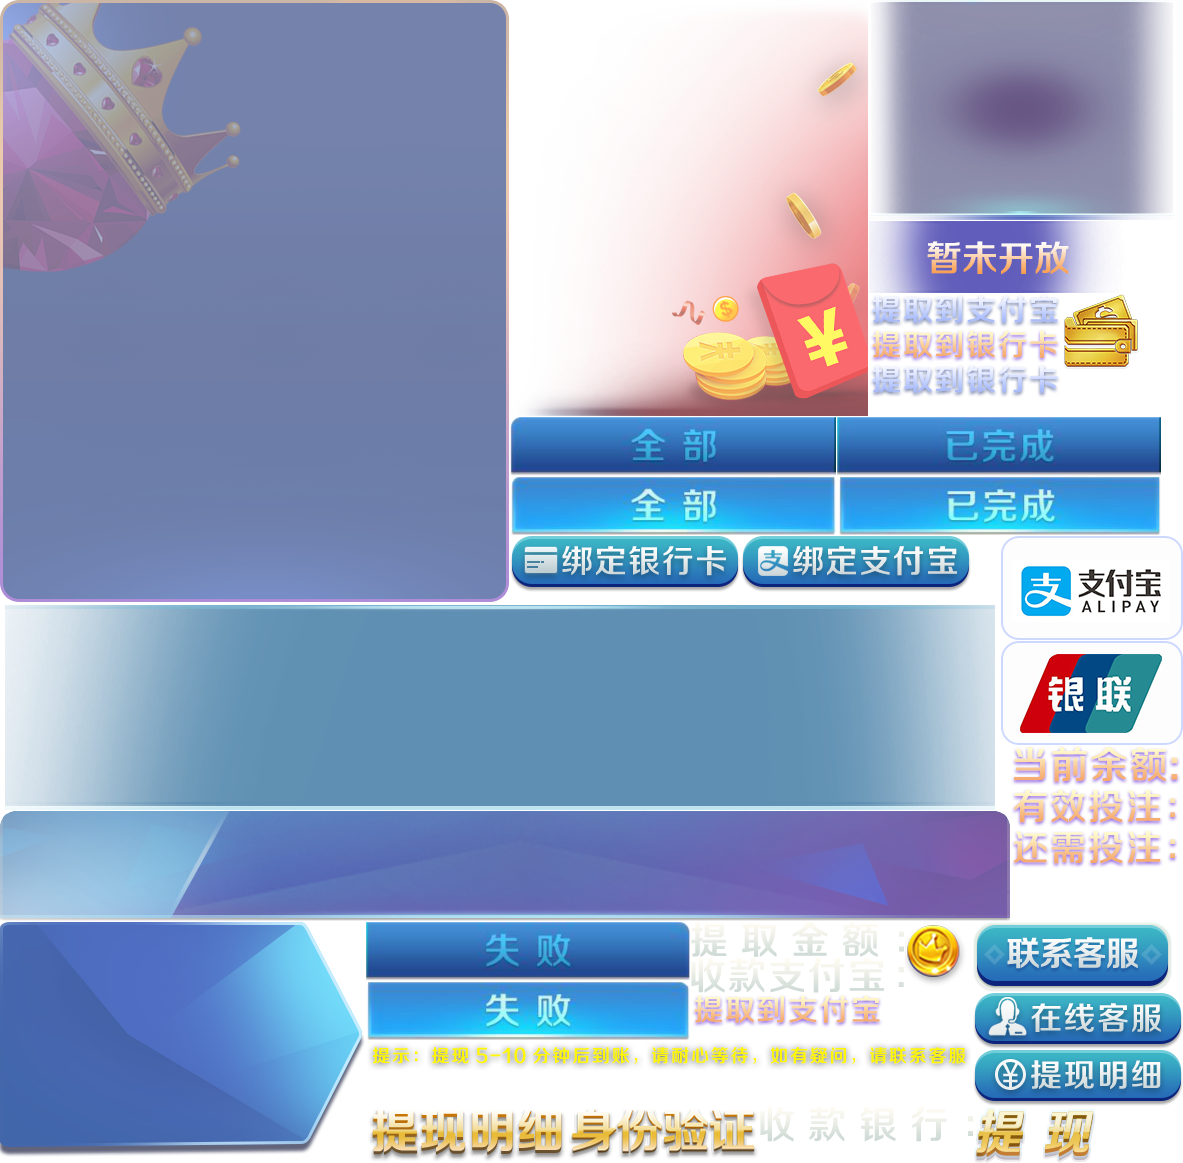 暂未开放
提取到支付宝
提取到银行卡
提取到银行卡
¥
$
全 部
已完成
全 部
已完成
绑定银行卡
支 绑定支付宝
支 支付宝
ALIPAY
银联
当前余额:
有效投注:
还需投注:
失 败
提取金额:
联系客服
收款支付宝:
失 败
提取到支付宝
在线客服
提示：提现 5-10 分钟后到账，请耐心等待，如有疑问，请联系客服
¥提现明细
提现明细
身份验证
收款银行:
提 现